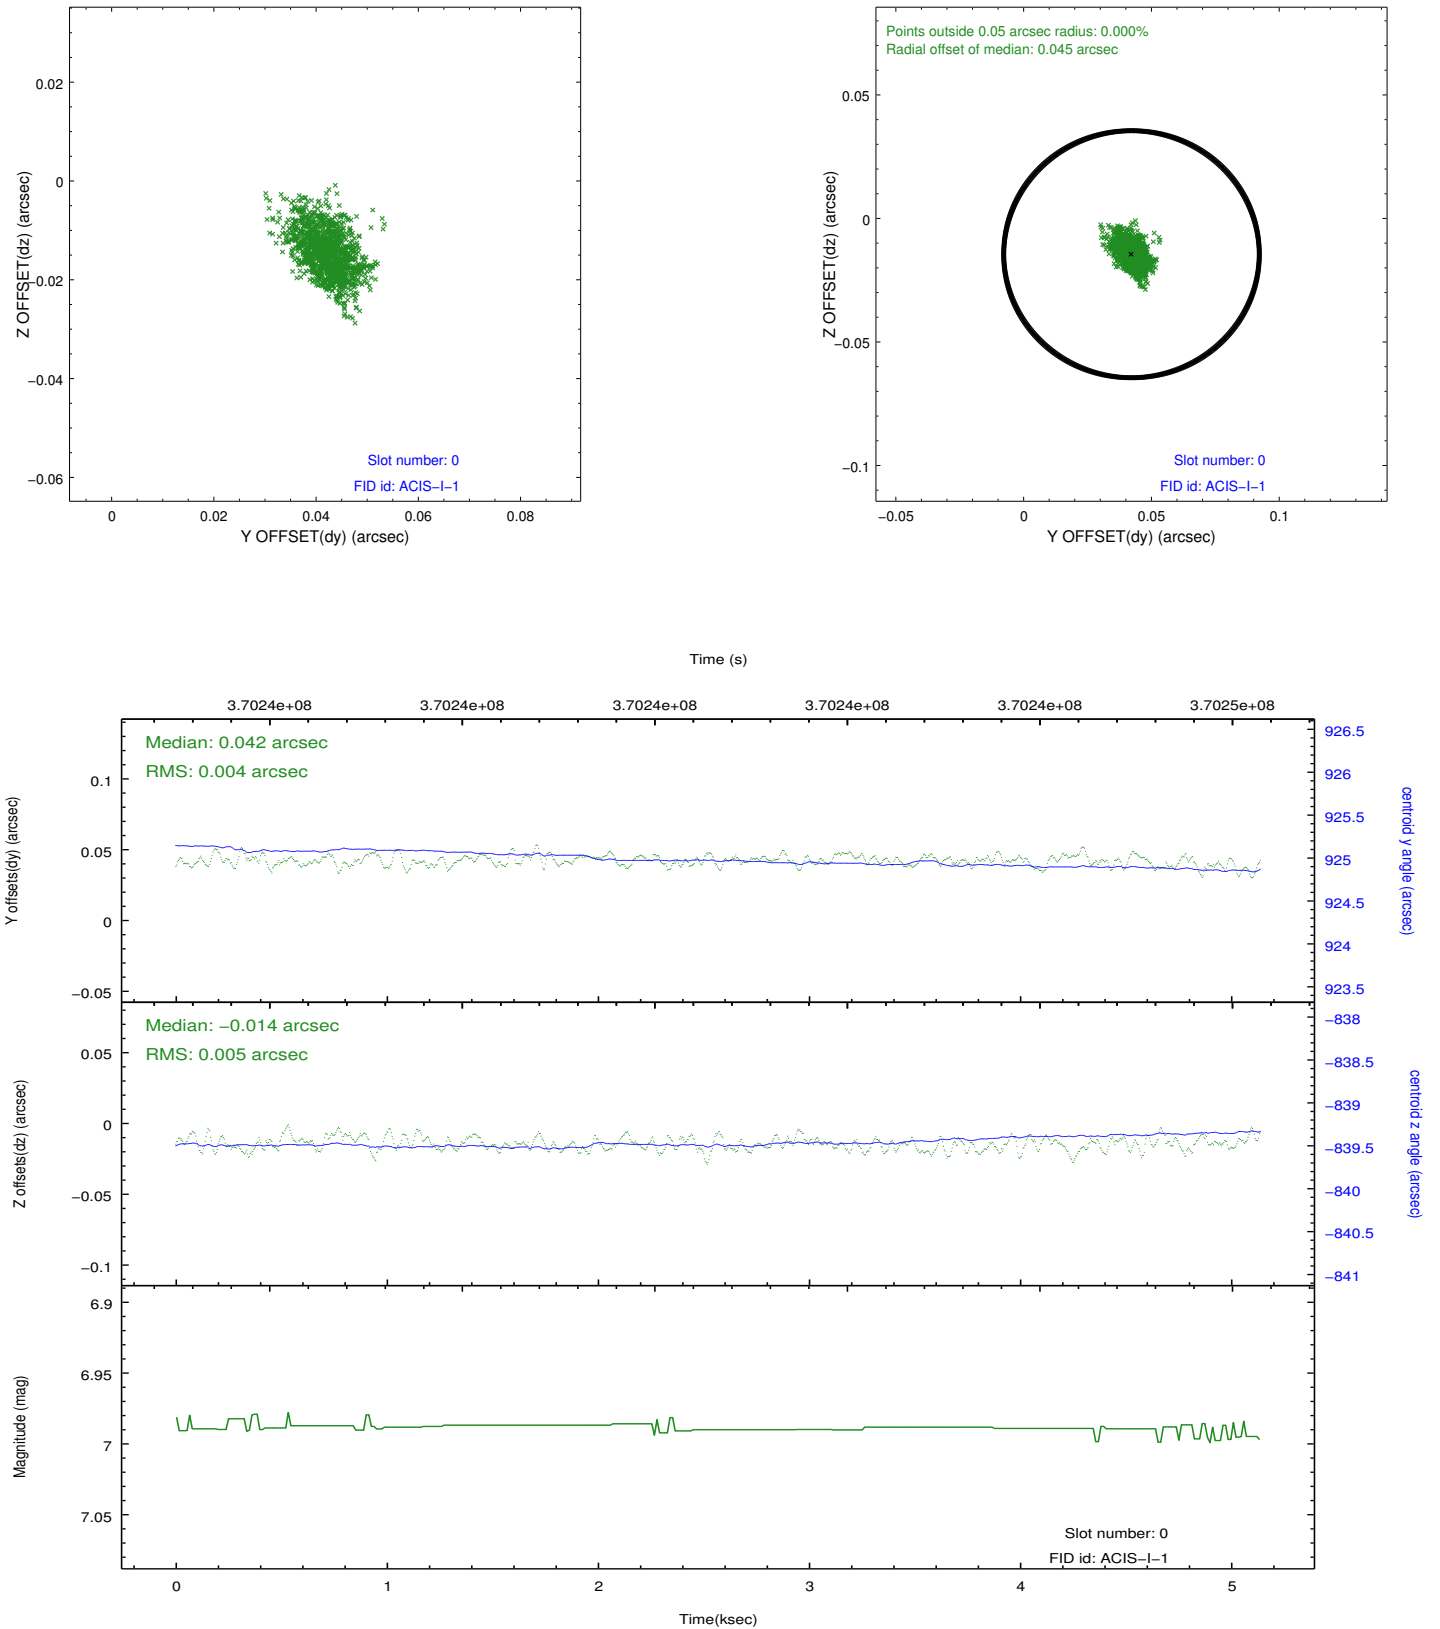 0.02
0
−0.02
−0.04
−0.06
Z OFFSET(dz) (arcsec)
Slot number: 0
FID id: ACIS−I−1
0 0.02 0.04 0.06 0.08
Y OFFSET(dy) (arcsec)
Points outside 0.05 arcsec radius: 0.000%
Radial offset of median: 0.045 arcsec
0.05
0
−0.05
−0.1
Z OFFSET(dz) (arcsec)
Slot number: 0
FID id: ACIS−I−1
−0.05 0 0.05 0.1
Y OFFSET(dy) (arcsec)
Time (s)
3.7024e+08 3.7024e+08 3.7024e+08 3.7024e+08 3.7024e+08 3.7025e+08
Median: 0.042 arcsec
RMS: 0.004 arcsec
0.1
0.05
0
−0.05
Y offsets(dy) (arcsec)
926.5
926
925.5
925
924.5
924
923.5
centroid y angle (arcsec)
Median: −0.014 arcsec
RMS: 0.005 arcsec
0.05
0
−0.05
−0.1
Z offsets(dz) (arcsec)
−838
−838.5
−839
−839.5
−840
−840.5
−841
centroid z angle (arcsec)
6.9
6.95
7
7.05
Magnitude (mag)
Slot number: 0
FID id: ACIS−I−1
0 1 2 3 4 5
Time(ksec)